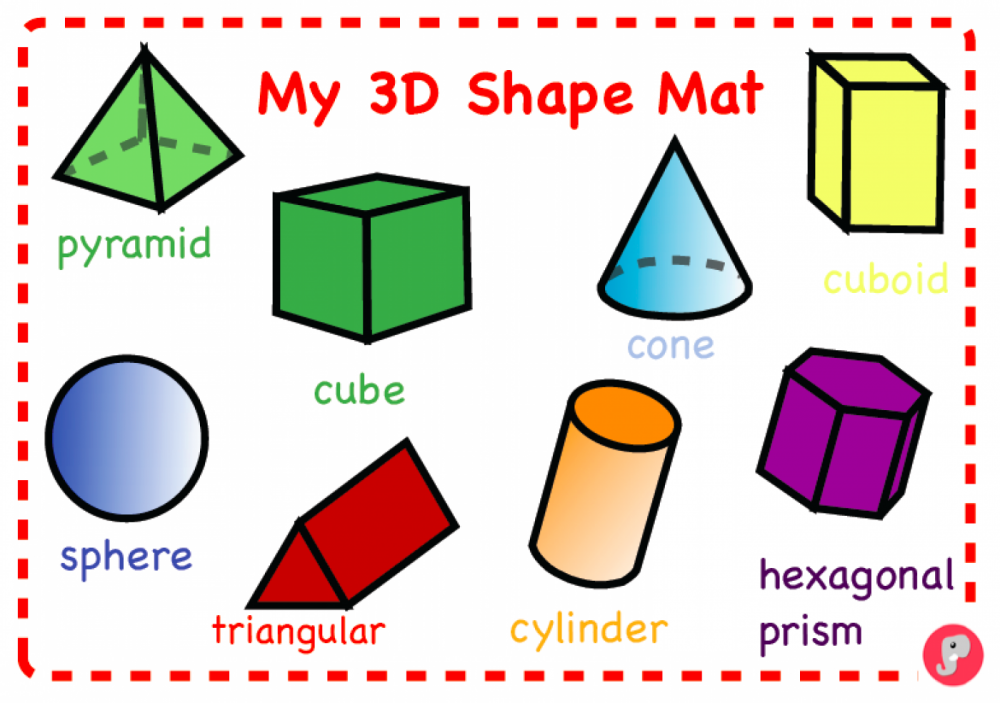 My 3D Shape Mat
pyramid
cube
cone
cuboid
sphere
triangular
cylinder
hexagonal
prism